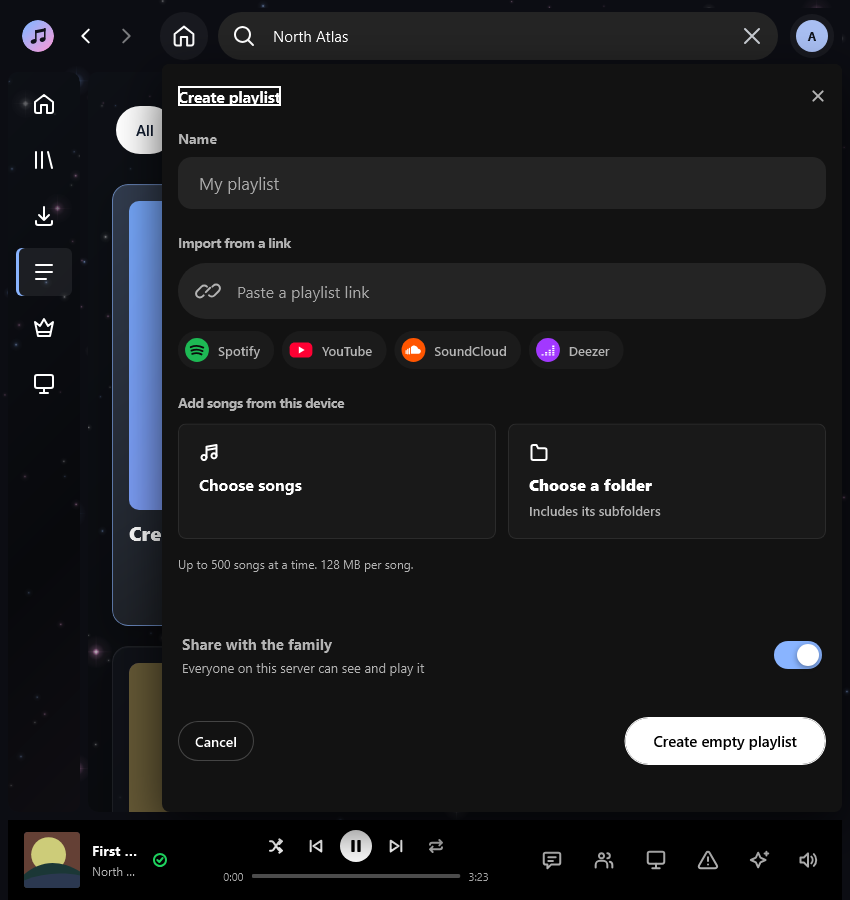 North Atlas
A
All
Create playlist
Name
My playlist
Import from a link
Paste a playlist link
Spotify
YouTube
SoundCloud
Deezer
Add songs from this device
Choose songs
Choose a folder
Includes its subfolders
Up to 500 songs at a time. 128 MB per song.
Cre
Share with the family
Everyone on this server can see and play it
Cancel
Create empty playlist
First ...
North ...
0:00
3:23